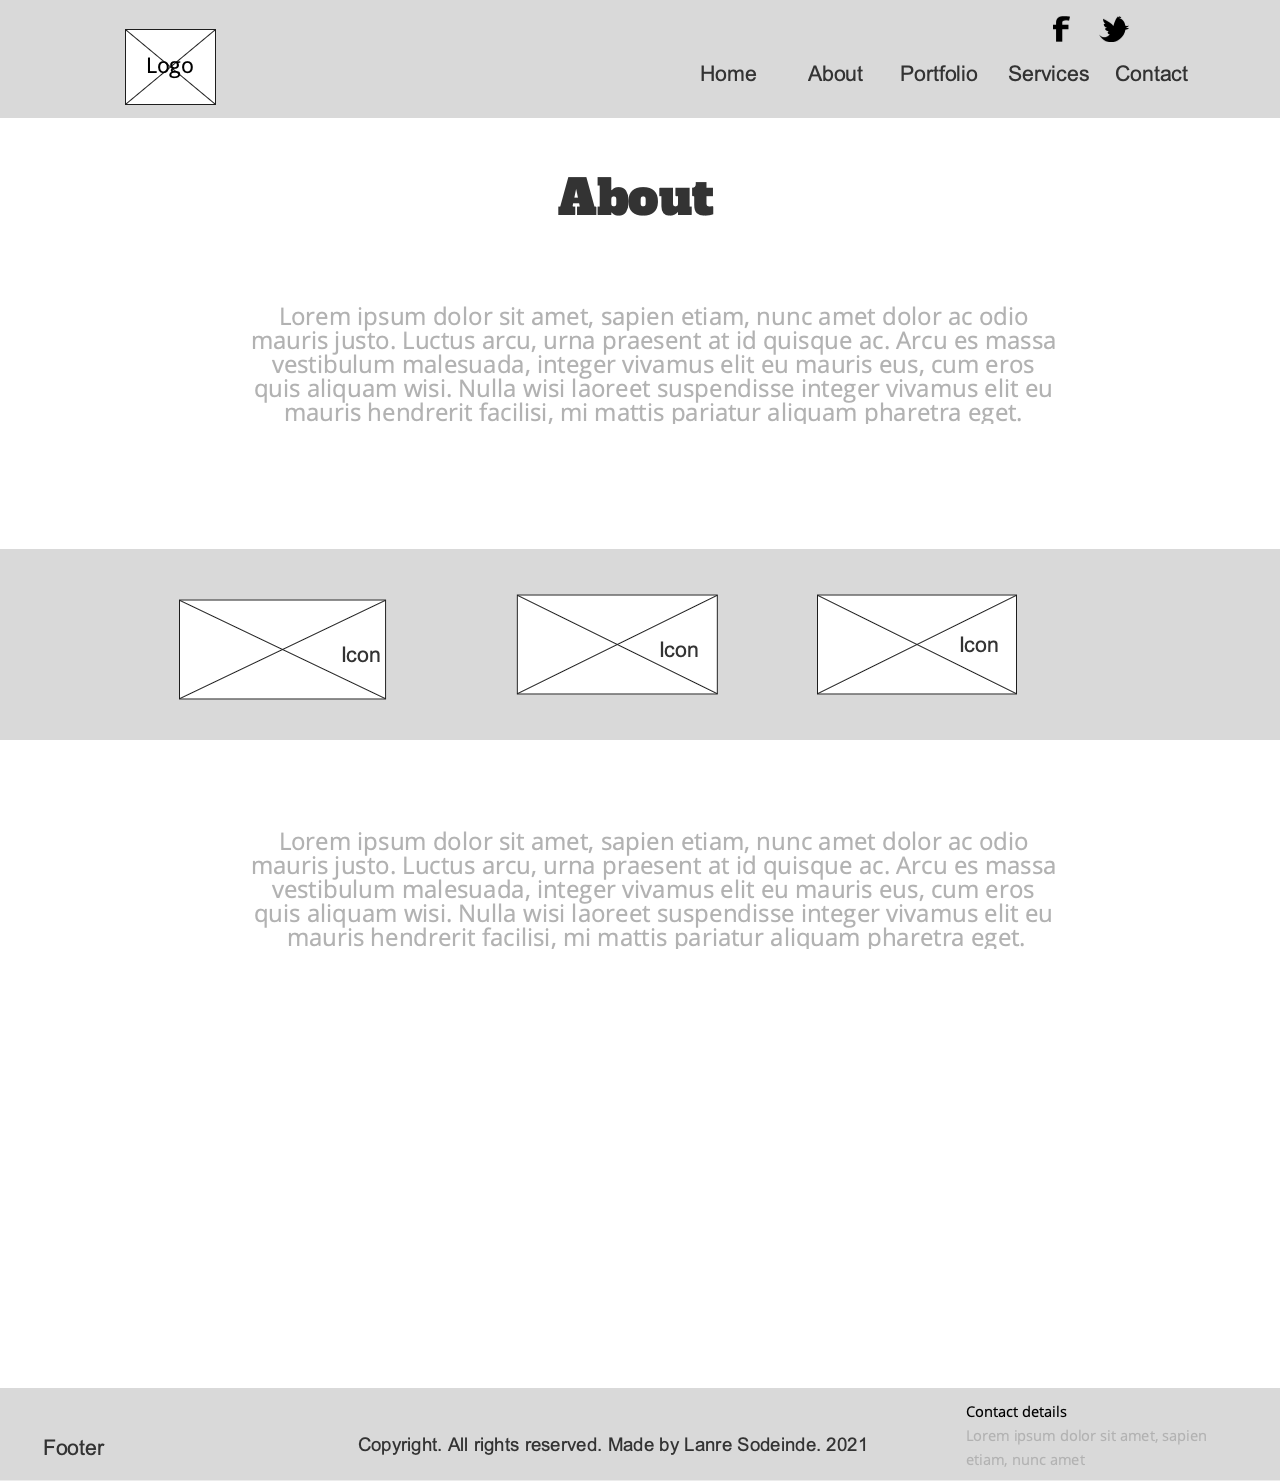 Logo
Home About Portfolio Services Contact
About
Lorem ipsum dolor sit amet, sapien etiam, nunc amet dolor ac odio
mauris justo. Luctus arcu, urna praesent at id quisque ac. Arcu es massa
vestibulum malesuada, integer vivamus elit eu mauris eus, cum eros
quis aliquam wisi. Nulla wisi laoreet suspendisse integer vivamus elit eu
mauris hendrerit facilisi, mi mattis pariatur aliquam pharetra eget.
Icon Icon Icon
Lorem ipsum dolor sit amet, sapien etiam, nunc amet dolor ac odio
mauris justo. Luctus arcu, urna praesent at id quisque ac. Arcu es massa
vestibulum malesuada, integer vivamus elit eu mauris eus, cum eros
quis aliquam wisi. Nulla wisi laoreet suspendisse integer vivamus elit eu
mauris hendrerit facilisi, mi mattis pariatur aliquam pharetra eget.
Footer
Copyright. All rights reserved. Made by Lanre Sodeinde. 2021
Contact details
Lorem ipsum dolor sit amet, sapien
etiam, nunc amet